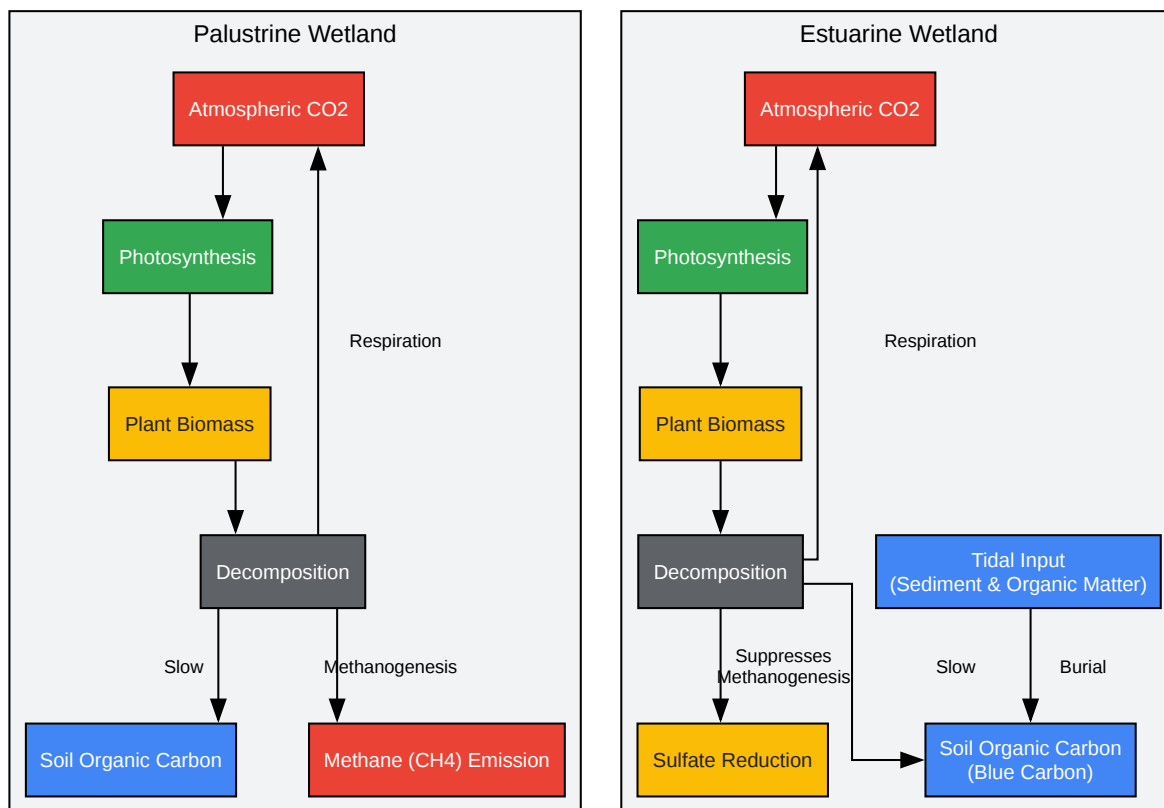 Palustrine Wetland
Atmospheric CO2
Photosynthesis
Respiration
Plant Biomass
Decomposition
Slow
Methanogenesis
Soil Organic Carbon
Methane (CH4) Emission
Estuarine Wetland
Atmospheric CO2
Photosynthesis
Respiration
Plant Biomass
Decomposition
Tidal Input
(Sediment & Organic Matter)
Suppresses
Methanogenesis
Slow
Burial
Sulfate Reduction
Soil Organic Carbon
(Blue Carbon)